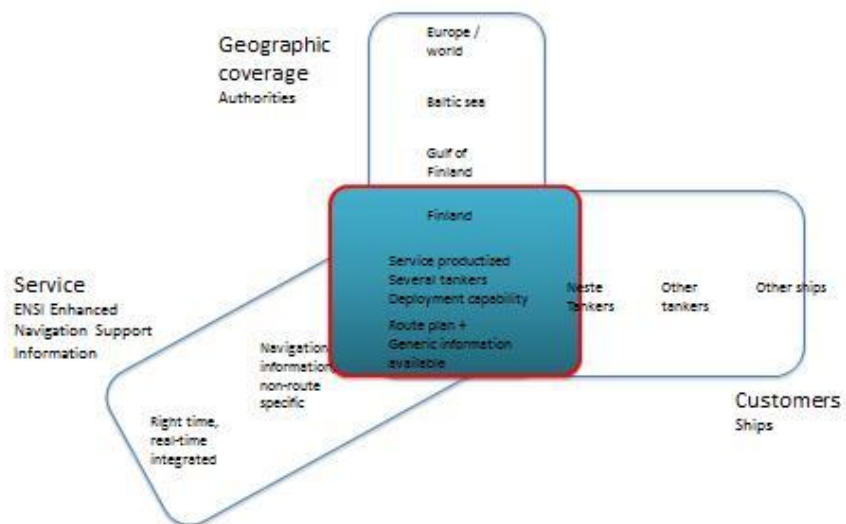 Geographic
coverage
Authorities
Europe /
world
Baltic sea
Gulf of
Finland
Finland
Service productized
Several tankers
Deployment capability
Route plan +
Generic information
available
Neste
Tankers
Other
tankers
Other ships
Customers
Ships
Service
ENSI Enhanced
Navigation Support
Information
Navigation
information,
non-route
specific
Right time,
real-time
integrated